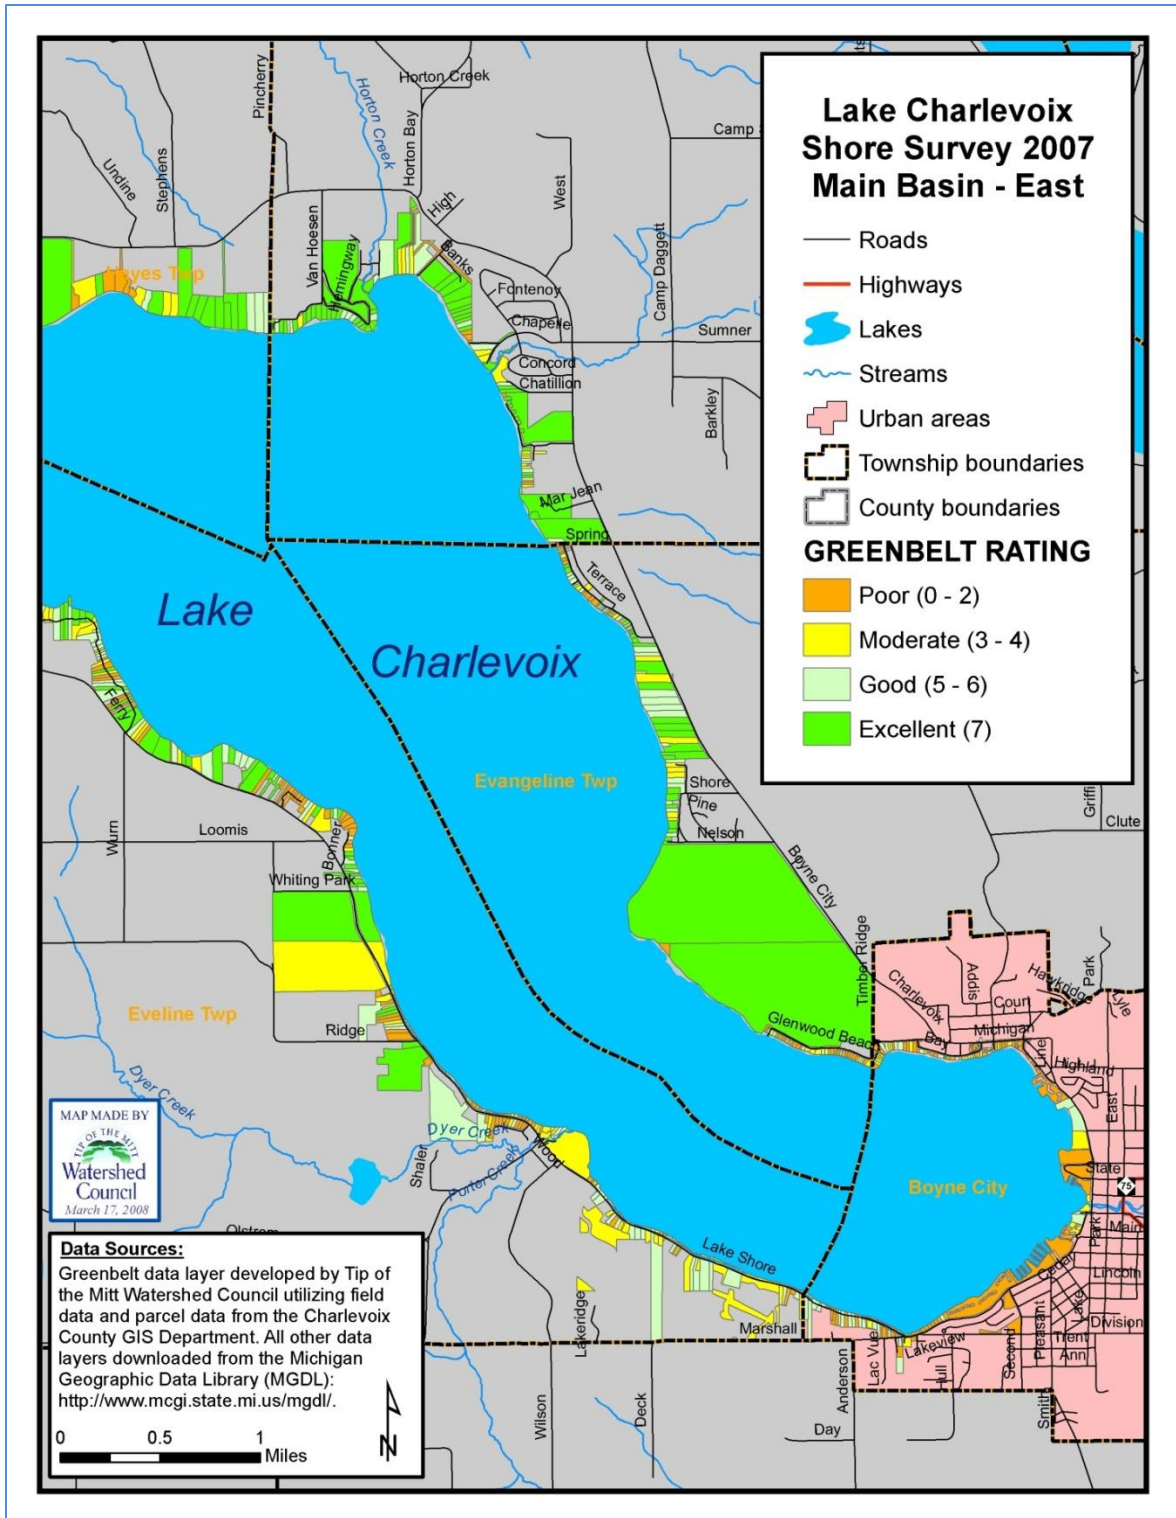 Lake Charlevoix
Shore Survey 2007
Main Basin - East
Roads
Highways
Lakes
Streams
Urban areas
Township boundaries
County boundaries
GREENBELT RATING
Poor (0 - 2)
Moderate (3 - 4)
Good (5 - 6)
Excellent (7)
Pincherry
Horton Creek
Horton Creek
Horton Bay
Camp
Undine
Stephens
High
West
Van Hoesen
Hemingway
Banks
Camp Daggett
Hayes Twp
Fontenoy
Chapelle
Sumner
Concord
Chatillion
Barkley
Mar Jean
Spring
Terrace
Lake
Charlevoix
Ferry
Evangeline Twp
Shore
Pine
Nelson
Clute
Wurn
Loomis
Bonner
Boyne City
Whiting Park
Timber Ridge
Charlevoix
Addis
Court
Hawkridge
Park
Lyle
Eveline Twp
Ridge
Glenwood Beac
Bay
Michigan
Line
Highland
East
Dyer Creek
Dyer Creek
Shaler
Porter Creek
Wood
State
75
Boyne City
Park
Main
MAP MADE BY
TIP OF THE MITT
Watershed
Council
March 17, 2008
Lake Shore
Cedar
Lincoln
Lake
Lakeridge
Marshall
Division
Pleasant
Trent
Ann
Lac Vue
Lakeview
Hull
Second
Anderson
Smith
Wilson
Deck
Day
Data Sources:
Greenbelt data layer developed by Tip of
the Mitt Watershed Council utilizing field
data and parcel data from the Charlevoix
County GIS Department. All other data
layers downloaded from the Michigan
Geographic Data Library (MGDL):
http://www.mcgi.state.mi.us/mgdl/.
0 0.5 1
Miles
N